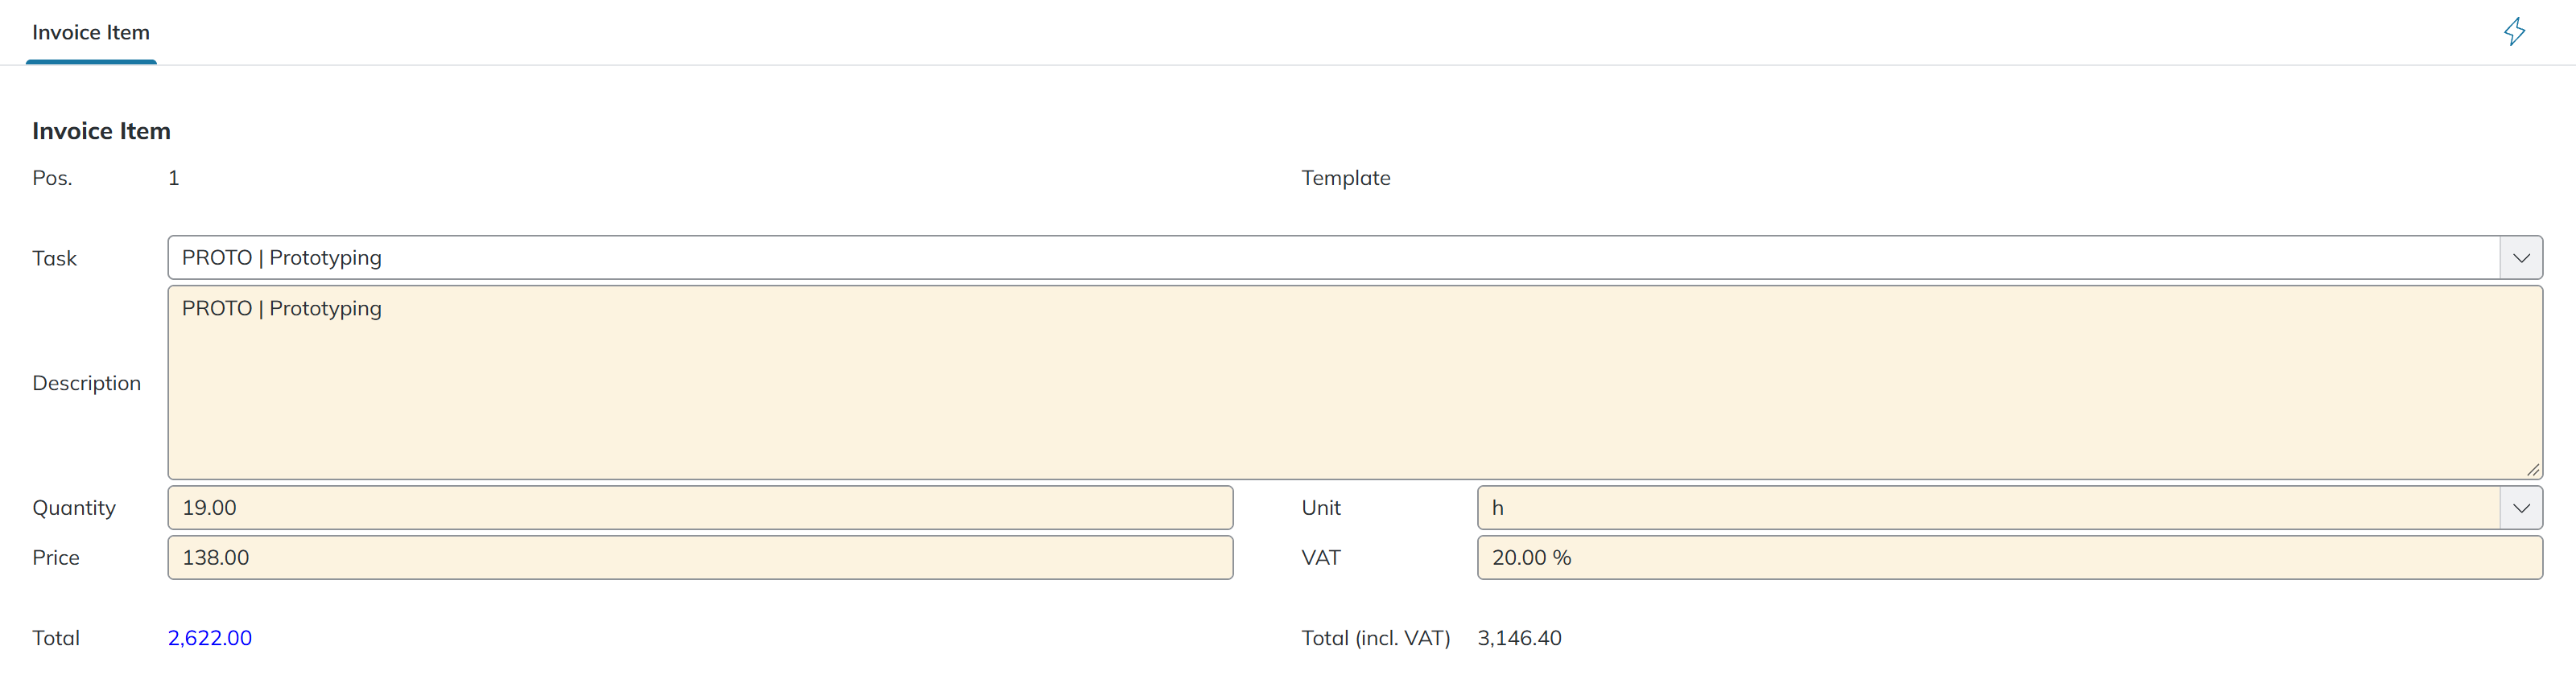 Invoice Item
Invoice Item
Pos. 1 Template
Task PROTO | Prototyping
PROTO | Prototyping
Description
Quantity 19.00 Unit h
Price 138.00 VAT 20.00 %
Total 2,622.00 Total (incl. VAT) 3,146.40